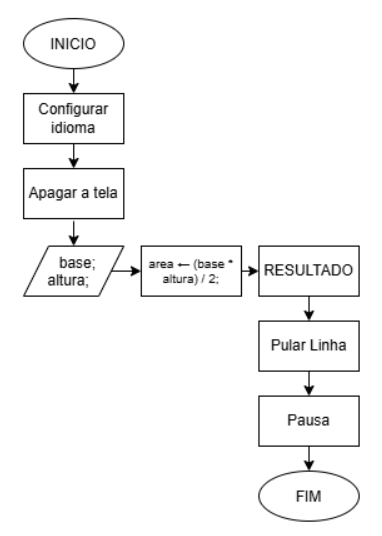 INICIO
Configurar
idioma
Apagar a tela
base;
altura;
area ← (base *
altura) / 2;
RESULTADO
Pular Linha
Pausa
FIM